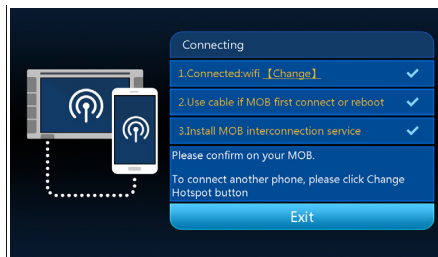 Connecting
1.Connected:wifi 【Change】
2.Use cable if MOB first connect or reboot
3.Install MOB interconnection service
Please confirm on your MOB.
To connect another phone, please click Change
Hotspot button
Exit